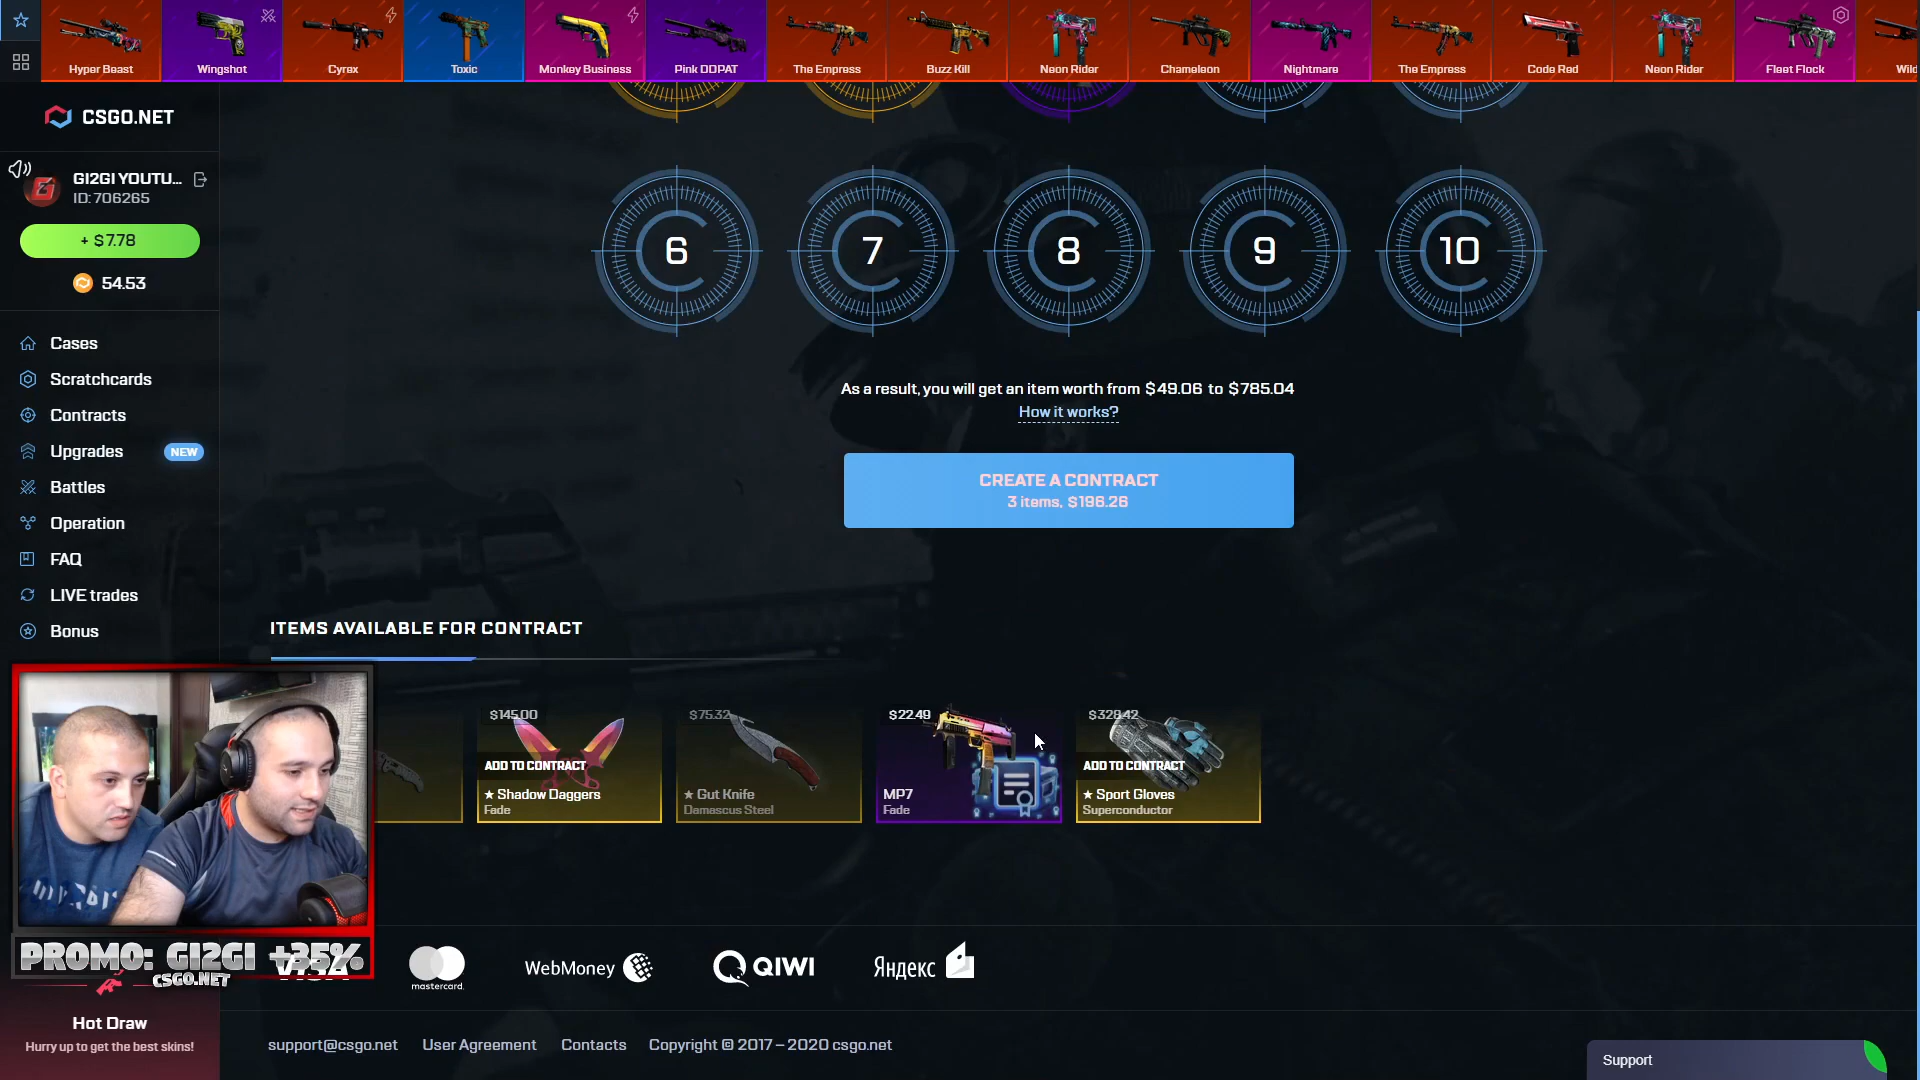 Hyper Beast
Wingshot
Cyrex
Toxic
Monkey Business
Pink DDPAT
The Empress
Buzz Kill
Neon Rider
Chameleon
Nightmare
The Empress
Code Red
Neon Rider
Fleet Flock
Wild
CSGO.NET
GI2GI YOUTU...
ID: 706265
+ $7.78
54.53
Cases
Scratchcards
Contracts
Upgrades NEW
Battles
Operation
FAQ
LIVE trades
Bonus
6 7 8 9 10
As a result, you will get an item worth from $49.06 to $785.04
How it works?
CREATE A CONTRACT
3 items, $196.26
ITEMS AVAILABLE FOR CONTRACT
$145.00
ADD TO CONTRACT
★ Shadow Daggers
Fade
$75.32
★ Gut Knife
Damascus Steel
$22.49
MP7
Fade
$328.42
ADD TO CONTRACT
★ Sport Gloves
Superconductor
PROMO: GI2GI +35%
CSGO.NET
VISA
mastercard.
WebMoney
QIWI
Яндекс
Hot Draw
Hurry up to get the best skins!
support@csgo.net User Agreement Contacts Copyright © 2017 – 2020 csgo.net
Support